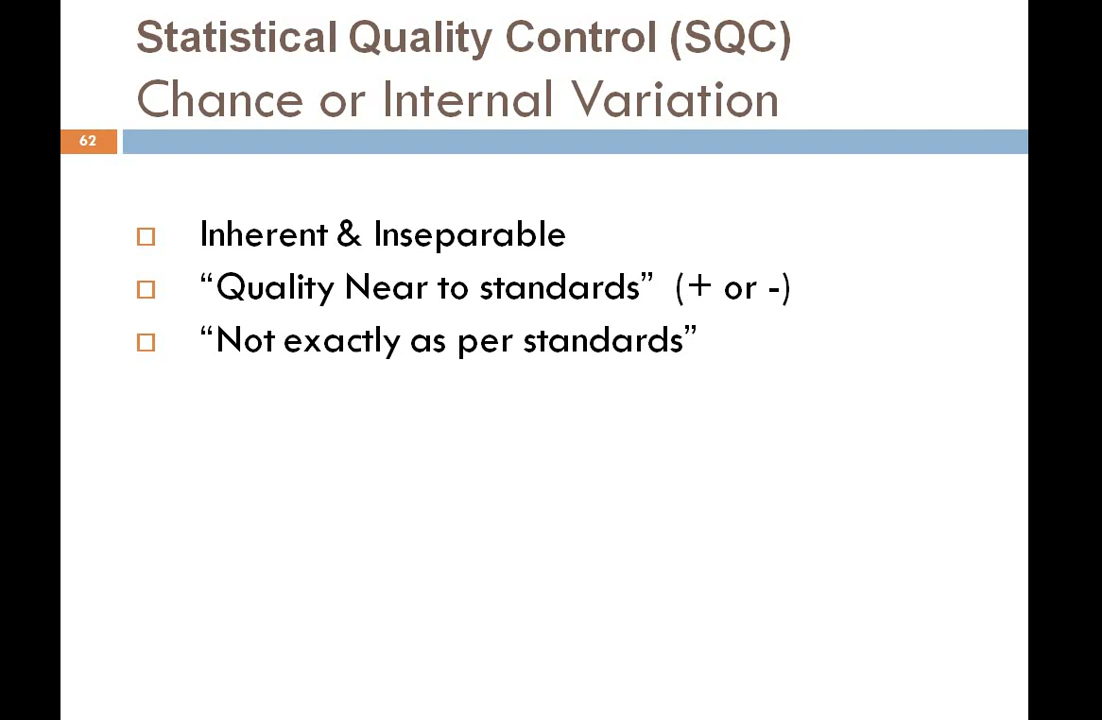 Statistical Quality Control (SQC)
Chance or Internal Variation
62
Inherent & Inseparable
“Quality Near to standards” (+ or -)
“Not exactly as per standards”